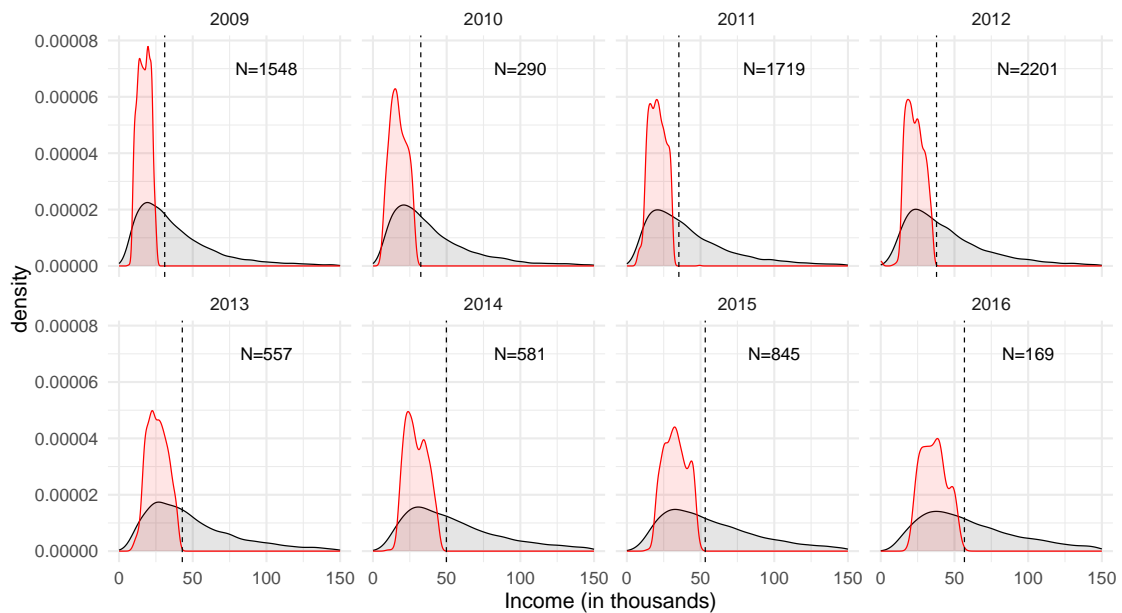 2009 2010 2011 2012
0.00008
N=1548 N=290 N=1719 N=2201
0.00006
0.00004
0.00002
0.00000
density
2013 2014 2015 2016
0.00008
N=557 N=581 N=845 N=169
0.00006
0.00004
0.00002
0.00000
0 50 100 150 0 50 100 150 0 50 100 150 0 50 100 150
Income (in thousands)